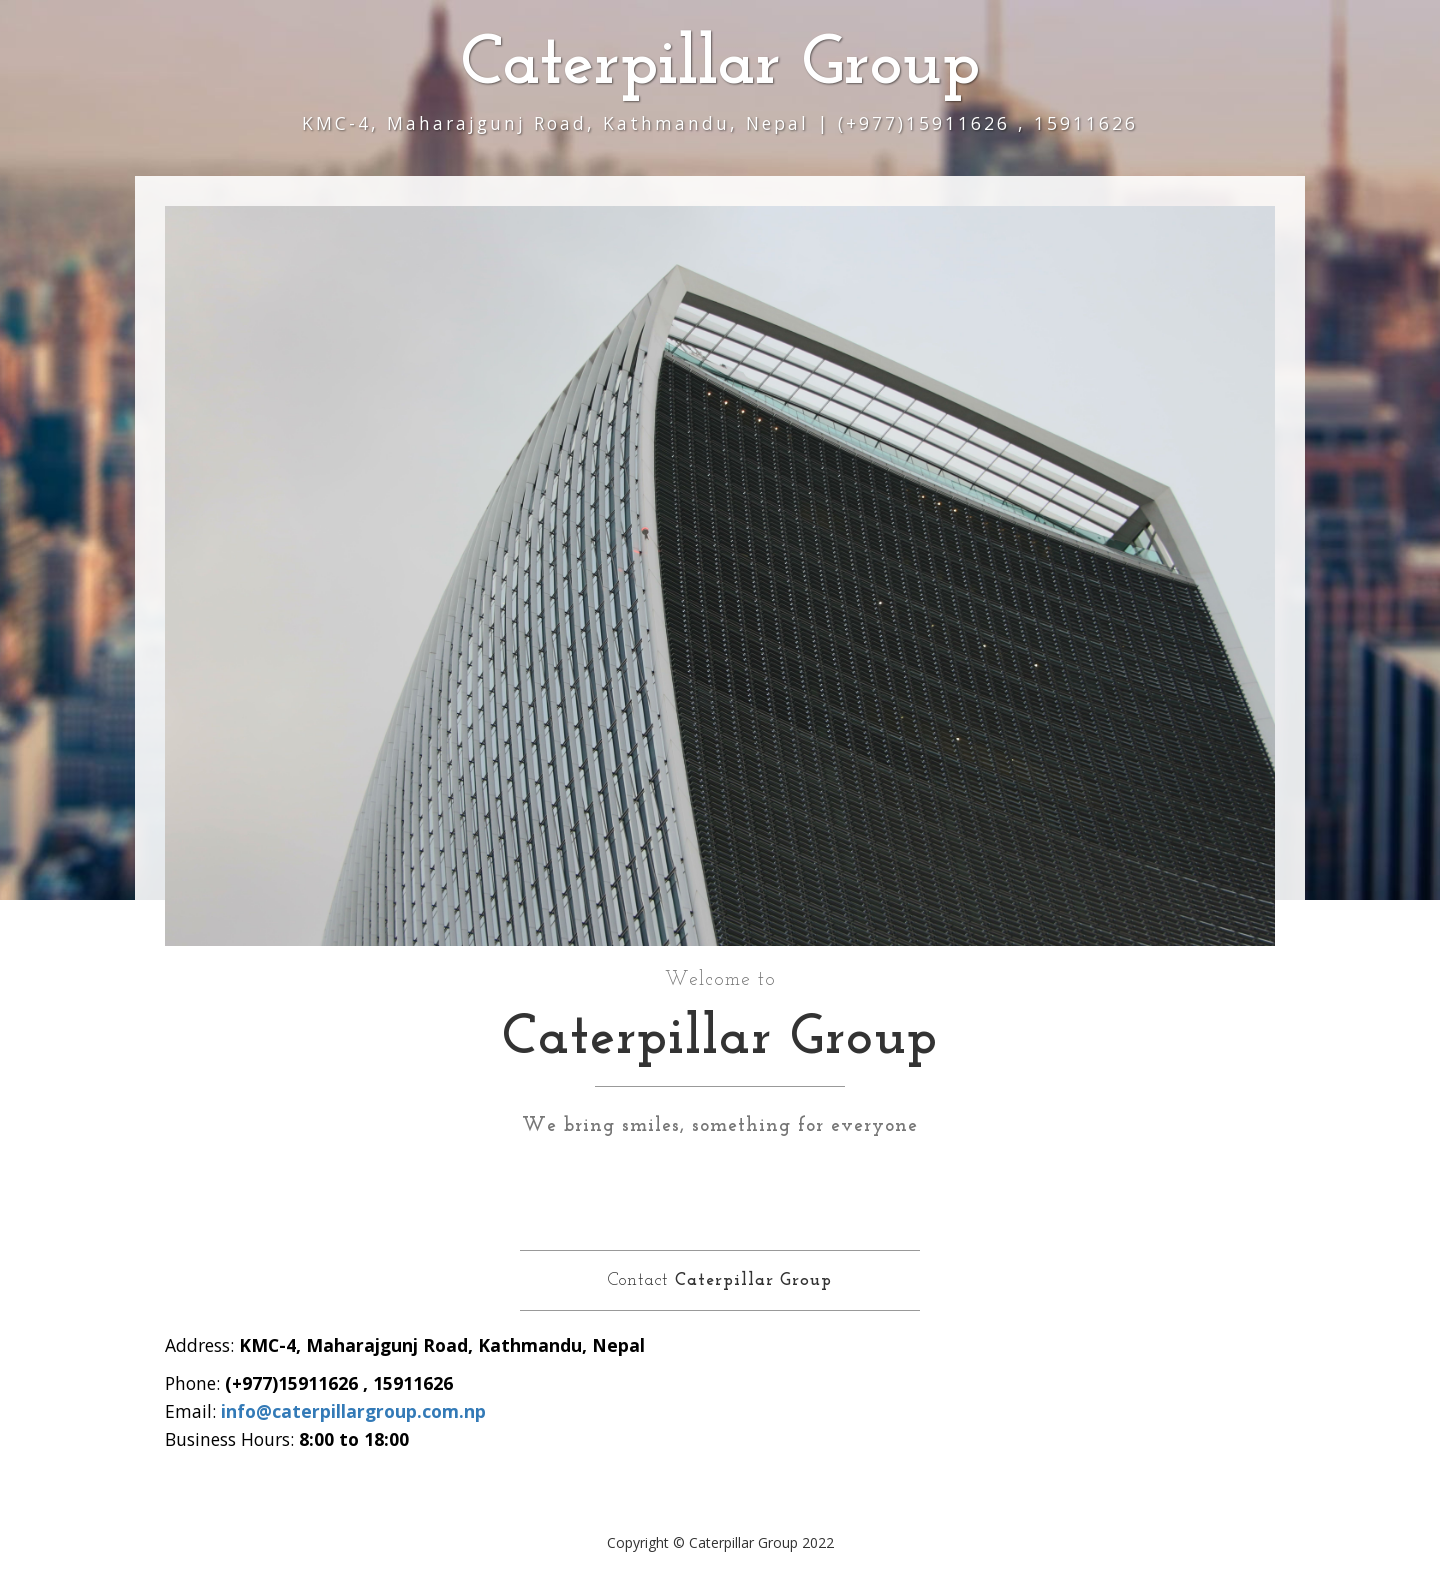 Caterpillar Group
KMC-4, Maharajgunj Road, Kathmandu, Nepal | (+977)15911626 , 15911626
Welcome to
Caterpillar Group
We bring smiles, something for everyone
Contact Caterpillar Group
Address: KMC-4, Maharajgunj Road, Kathmandu, Nepal
Phone: (+977)15911626 , 15911626
Email: info@caterpillargroup.com.np
Business Hours: 8:00 to 18:00
Copyright © Caterpillar Group 2022